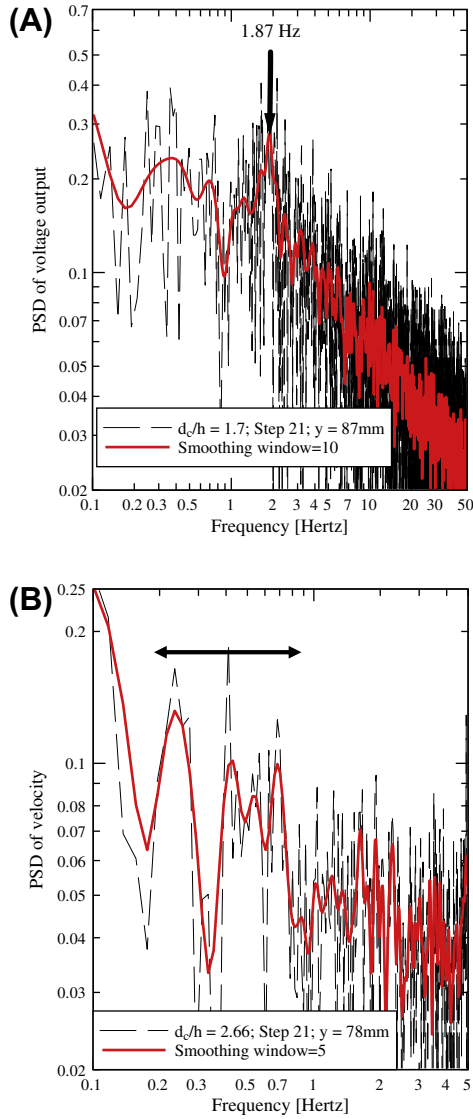 (A)
1.87 Hz
0.7
0.5
0.4
0.3
0.2
0.1
0.07
0.05
0.04
0.03
0.02
PSD of voltage output
d_c/h = 1.7; Step 21; y = 87mm
Smoothing window=10
0.1 0.2 0.3 0.5 0.7 1 2 3 4 5 7 10 20 30 50
Frequency [Hertz]
(B)
0.25
0.2
0.1
0.08
0.07
0.06
0.05
0.04
0.03
0.02
PSD of velocity
d_c/h = 2.66; Step 21; y = 78mm
Smoothing window=5
0.1 0.2 0.3 0.5 0.7 1 2 3 4 5
Frequency [Hertz]